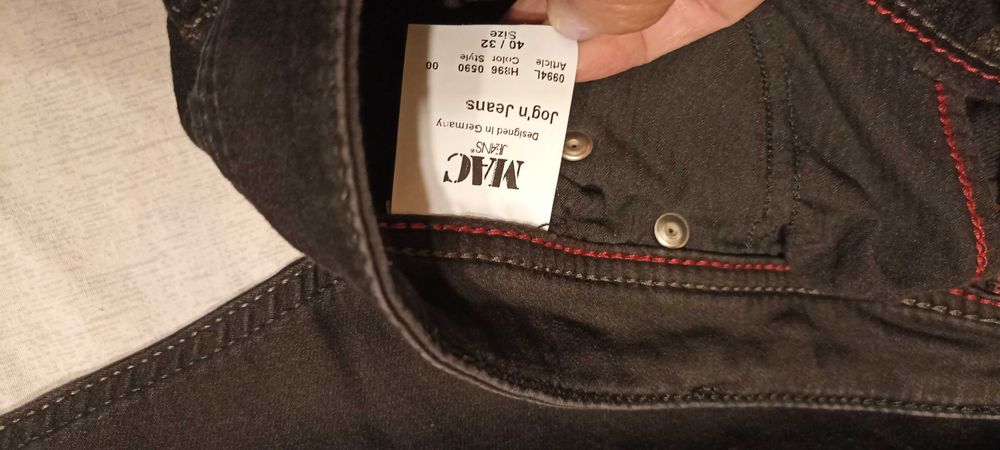 MAC
JEANS®
Designed in Germany
Jog'n Jeans
0994L H896 0590 00
Article Color Style
40 / 32
Size